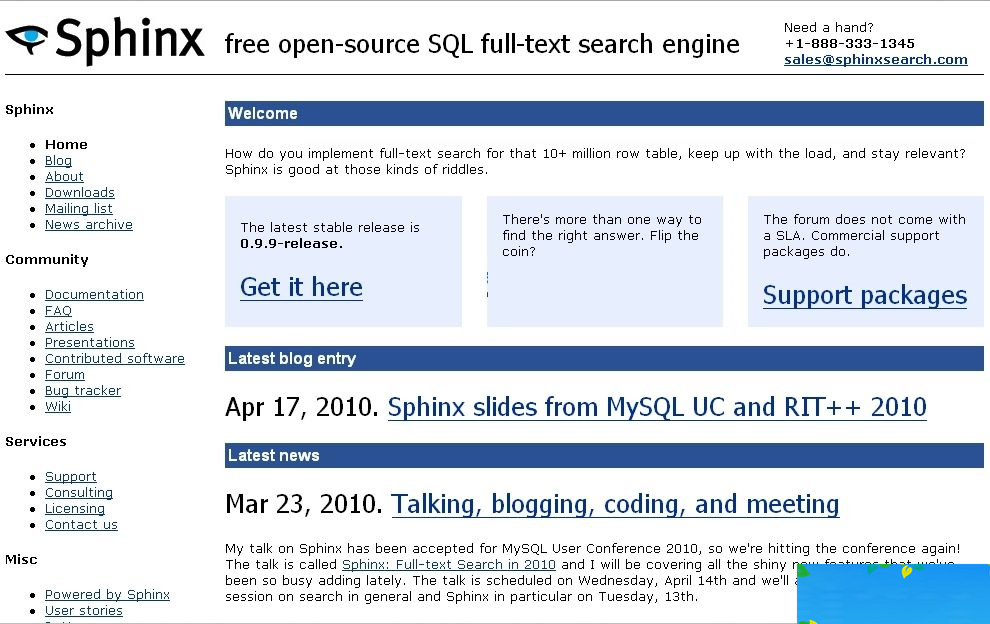 Sphinx
free open-source SQL full-text search engine
Need a hand?
+1-888-333-1345
sales@sphinxsearch.com
Sphinx
Home
Blog
About
Downloads
Mailing list
News archive
Community
Documentation
FAQ
Articles
Presentations
Contributed software
Forum
Bug tracker
Wiki
Services
Support
Consulting
Licensing
Contact us
Misc
Powered by Sphinx
User stories
Welcome
How do you implement full-text search for that 10+ million row table, keep up with the load, and stay relevant?
Sphinx is good at those kinds of riddles.
The latest stable release is
0.9.9-release.
Get it here
There's more than one way to
find the right answer. Flip the
coin?
The forum does not come with
a SLA. Commercial support
packages do.
Support packages
Latest blog entry
Apr 17, 2010. Sphinx slides from MySQL UC and RIT++ 2010
Latest news
Mar 23, 2010. Talking, blogging, coding, and meeting
My talk on Sphinx has been accepted for MySQL User Conference 2010, so we're hitting the conference again!
The talk is called Sphinx: Full-text Search in 2010 and I will be covering all the shiny new features that we've
been so busy adding lately. The talk is scheduled on Wednesday, April 14th and we'll
session on search in general and Sphinx in particular on Tuesday, 13th.